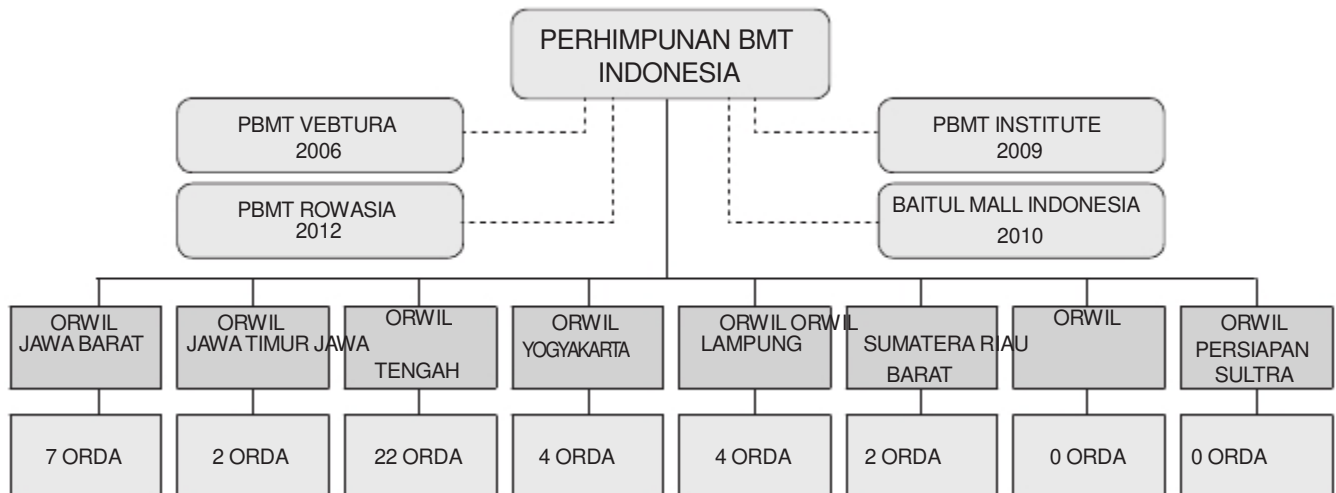 PERHIMPUNAN BMT
INDONESIA
PBMT VEBTURA
2006
PBMT INSTITUTE
2009
PBMT ROWASIA
2012
BAITUL MALL INDONESIA
2010
ORWIL
JAWA BARAT
ORWIL
JAWA TIMUR JAWA
ORWIL
TENGAH
ORWIL
YOGYAKARTA
ORWIL ORWIL
LAMPUNG
SUMATERA RIAU
BARAT
ORWIL
ORWIL
PERSIAPAN
SULTRA
7 ORDA
2 ORDA
22 ORDA
4 ORDA
4 ORDA
2 ORDA
0 ORDA
0 ORDA